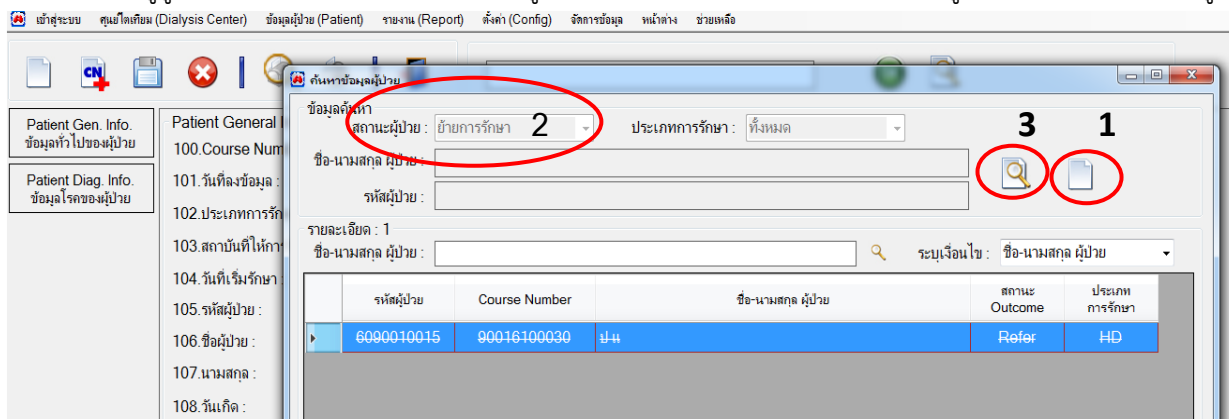 เข้าสู่ระบบ ศูนย์ไตเทียม (Dialysis Center) ข้อมูลผู้ป่วย (Patient) รายงาน (Report) ตั้งค่า (Config) จัดการข้อมูล หน้าต่าง ช่วยเหลือ
CN
ค้นหาข้อมูลผู้ป่วย
Patient Gen. Info.
ข้อมูลทั่วไปของผู้ป่วย
Patient Diag. Info.
ข้อมูลโรคของผู้ป่วย
Patient General
100.Course Num
101.วันที่ลงข้อมูล :
102.ประเภทการรัก
103.สถาบันที่ให้กา
104.วันที่เริ่มรักษา :
105.รหัสผู้ป่วย :
106.ชื่อผู้ป่วย :
107.นามสกุล :
108.วันเกิด :
ข้อมูลค้นหา
สถานะผู้ป่วย : ย้ายการรักษา 2 ประเภทการรักษา : ทั้งหมด 3 1
ชื่อ-นามสกุล ผู้ป่วย :
รหัสผู้ป่วย :
รายละเอียด : 1
ชื่อ-นามสกุล ผู้ป่วย : ระบุเงื่อนไข : ชื่อ-นามสกุล ผู้ป่วย
รหัสผู้ป่วย Course Number ชื่อ-นามสกุล ผู้ป่วย สถานะ Outcome ประเภท การรักษา
6090010015 90016100030 ปน Refer HD